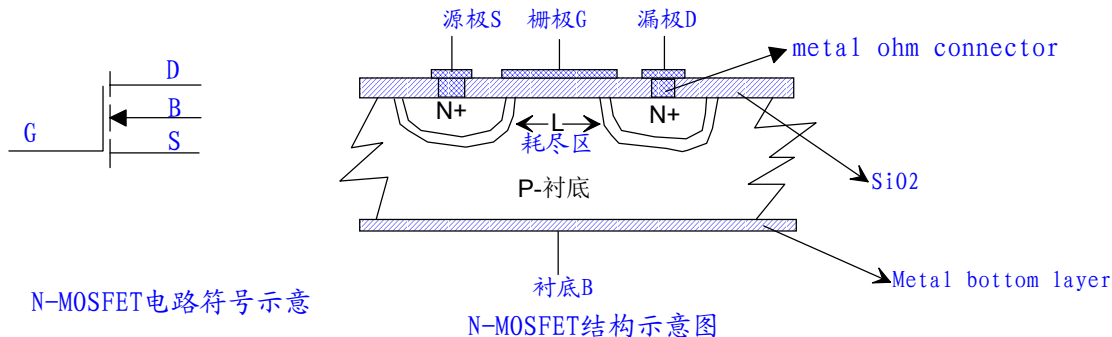 源极S 栅极G 漏极D
metal ohm connector
D
B
S
G
N+ N+
L
耗尽区
P-衬底
SiO2
衬底B
Metal bottom layer
N-MOSFET电路符号示意
N-MOSFET结构示意图